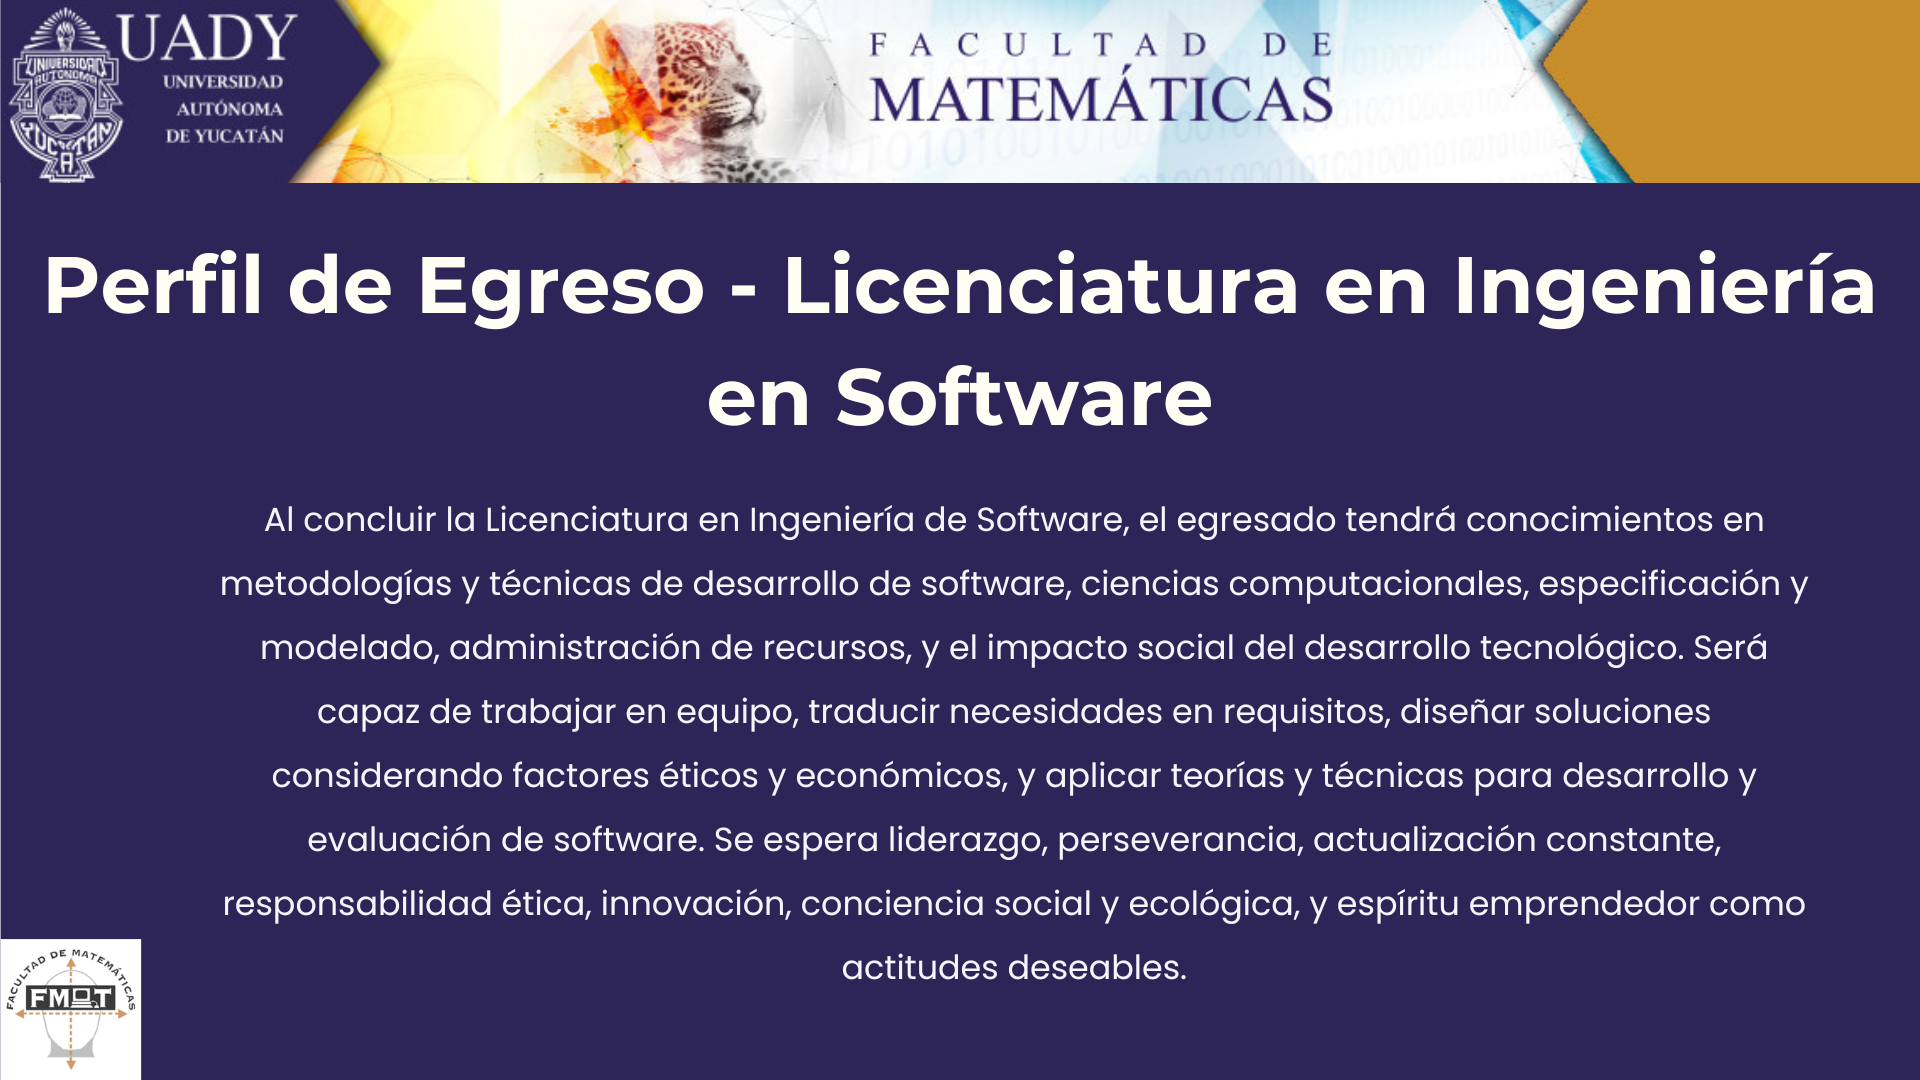 UADY
UNIVERSIDAD
AUTÓNOMA
DE YUCATÁN
UNIVERSIDAD
AUTONOMA
YUCATAN
FACULTAD DE
MATEMÁTICAS
Perfil de Egreso - Licenciatura en Ingeniería
en Software
Al concluir la Licenciatura en Ingeniería de Software, el egresado tendrá conocimientos en
metodologías y técnicas de desarrollo de software, ciencias computacionales, especificación y
modelado, administración de recursos, y el impacto social del desarrollo tecnológico. Será
capaz de trabajar en equipo, traducir necesidades en requisitos, diseñar soluciones
considerando factores éticos y económicos, y aplicar teorías y técnicas para desarrollo y
evaluación de software. Se espera liderazgo, perseverancia, actualización constante,
responsabilidad ética, innovación, conciencia social y ecológica, y espíritu emprendedor como
actitudes deseables.
FACULTAD DE MATEMÁTICAS
FMAT